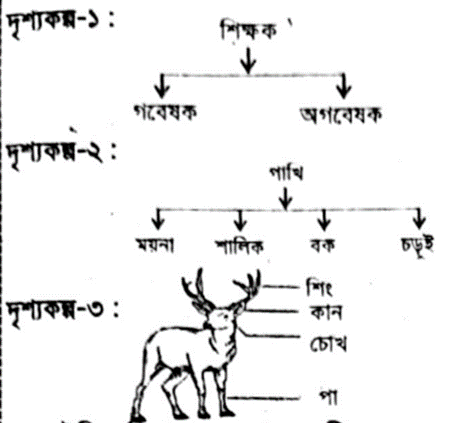 দৃশ্যকল্প-১ :
শিক্ষক
গবেষক অগবেষক
দৃশ্যকল্প-২ :
পাখি
ময়না শালিক বক চড়ুই
দৃশ্যকল্প-৩ :
শিং
কান
চোখ
পা